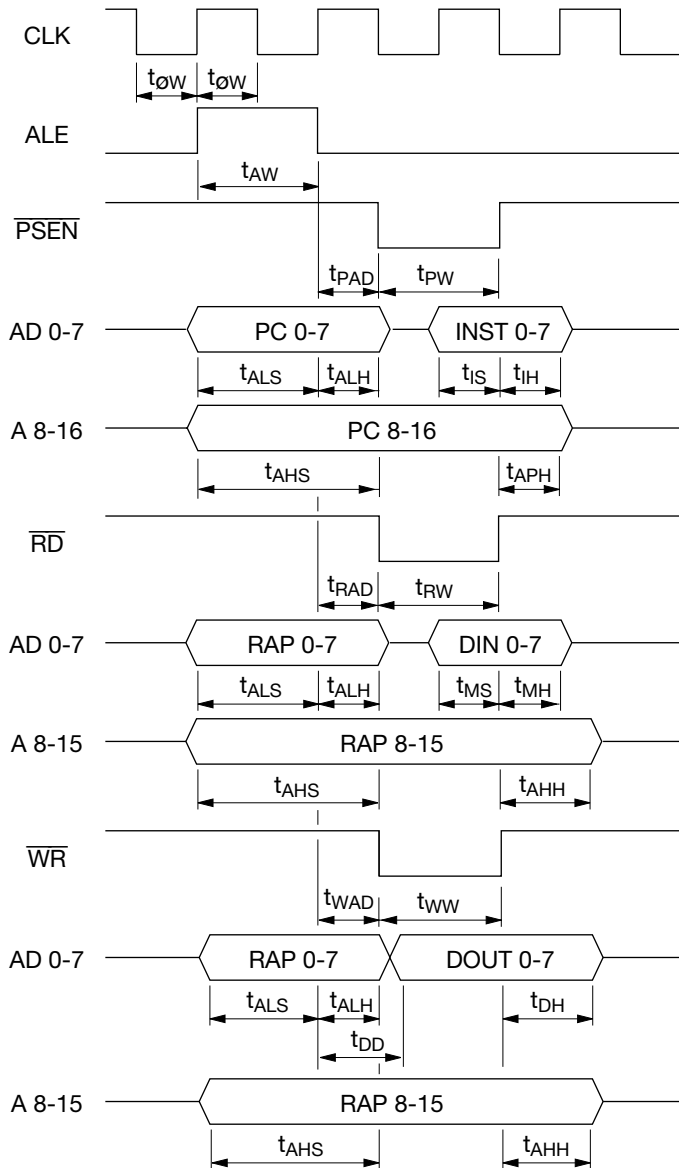 CLK
tøW tøW
ALE
tAW
PSEN
tPAD tPW
AD 0-7 PC 0-7 INST 0-7
tALS tALH tIS tIH
A 8-16 PC 8-16
tAHS tAPH
RD
tRAD tRW
AD 0-7 RAP 0-7 DIN 0-7
tALS tALH tMS tMH
A 8-15 RAP 8-15
tAHS tAHH
WR
tWAD tWW
AD 0-7 RAP 0-7 DOUT 0-7
tALS tALH tDH
tDD
A 8-15 RAP 8-15
tAHS tAHH